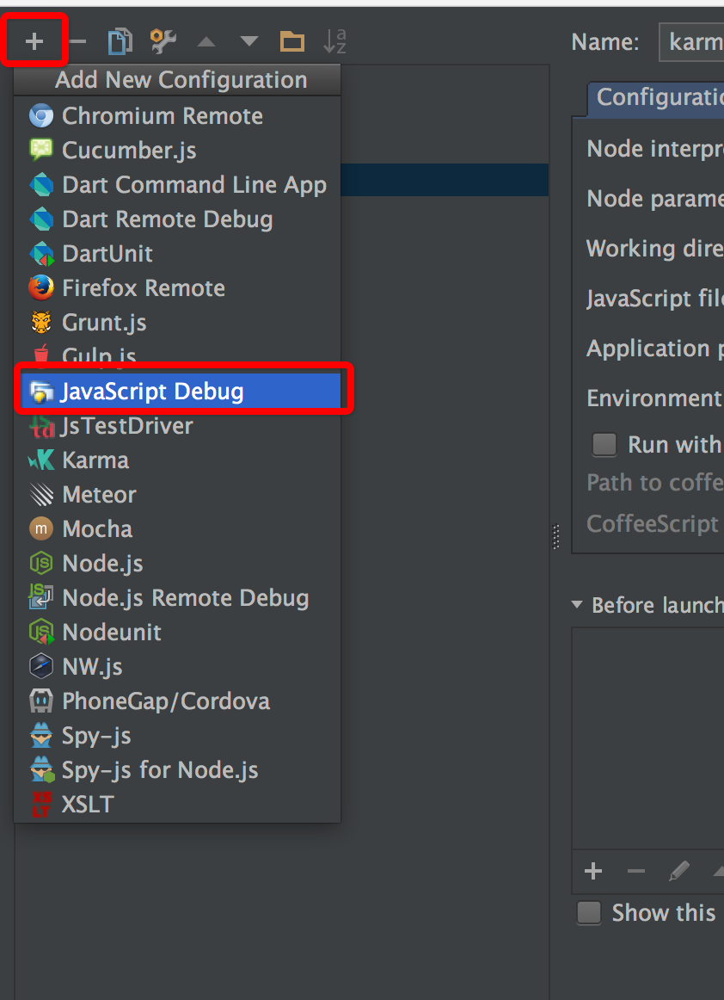 Name: karm
Add New Configuration
Chromium Remote
Cucumber.js
Dart Command Line App
Dart Remote Debug
DartUnit
Firefox Remote
Grunt.js
Gulp.js
JavaScript Debug
JsTestDriver
Karma
Meteor
Mocha
Node.js
Node.js Remote Debug
Nodeunit
NW.js
PhoneGap/Cordova
Spy-js
Spy-js for Node.js
XSLT
Configuratio
Node interpr
Node parame
Working dire
JavaScript fil
Application p
Environment
Run with
Path to coffe
CoffeeScript
Before launch
Show this